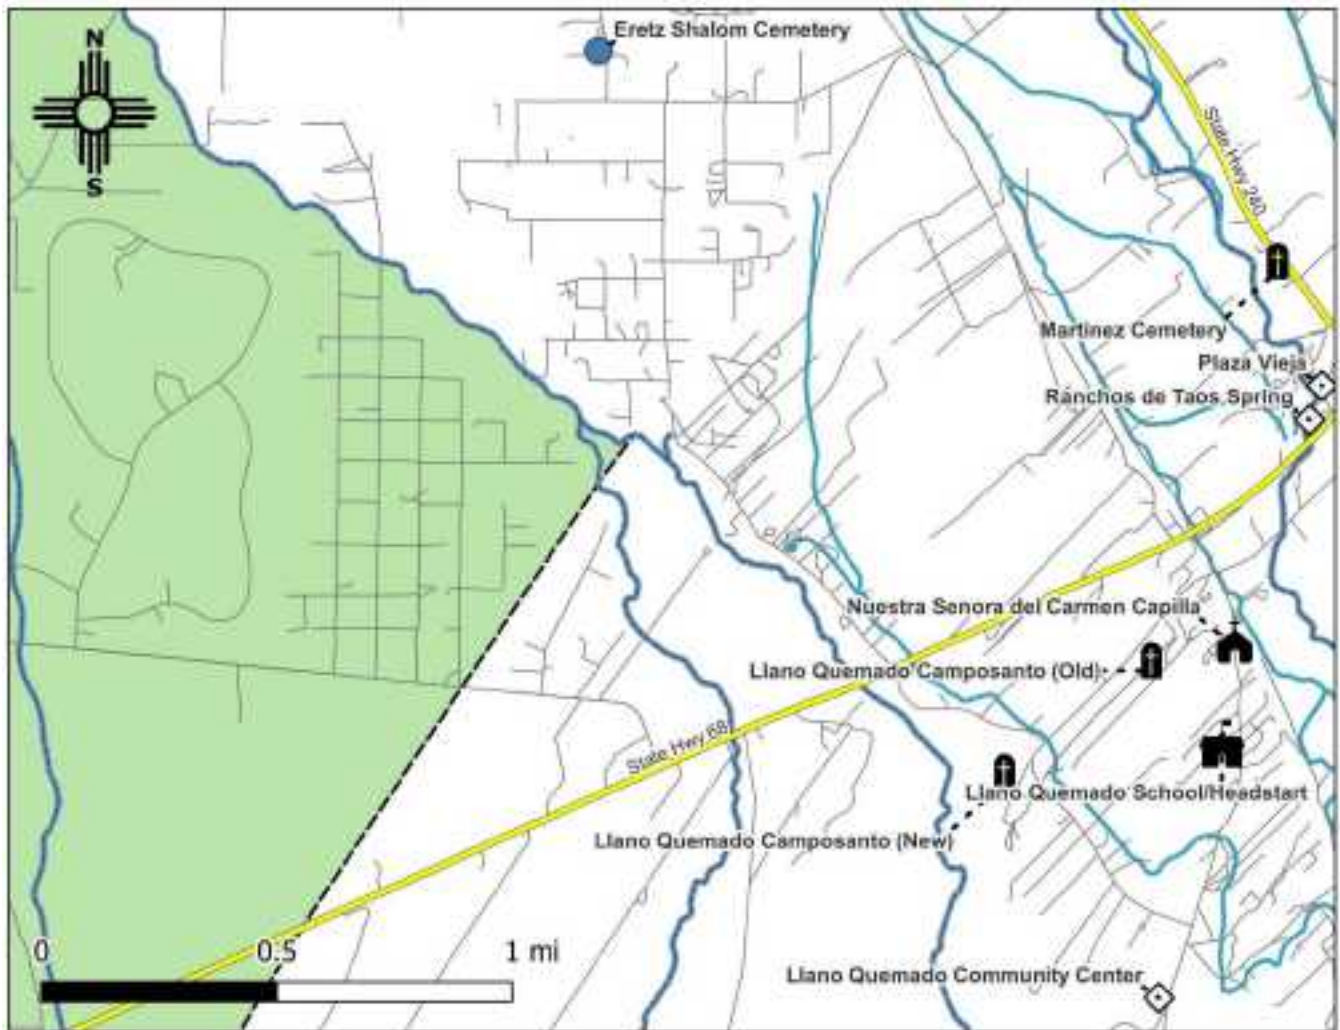 Eretz Shalom Cemetery
N
S
State Hwy 240
Martinez Cemetery
Plaza Vieja
Ranchos de Taos Spring
Nuestra Senora del Carmen Capilla
Llano Quemado Camposanto (Old)
State Hwy 68
Llano Quemado School/Headstart
Llano Quemado Camposanto (New)
0 0.5 1 mi
Llano Quemado Community Center